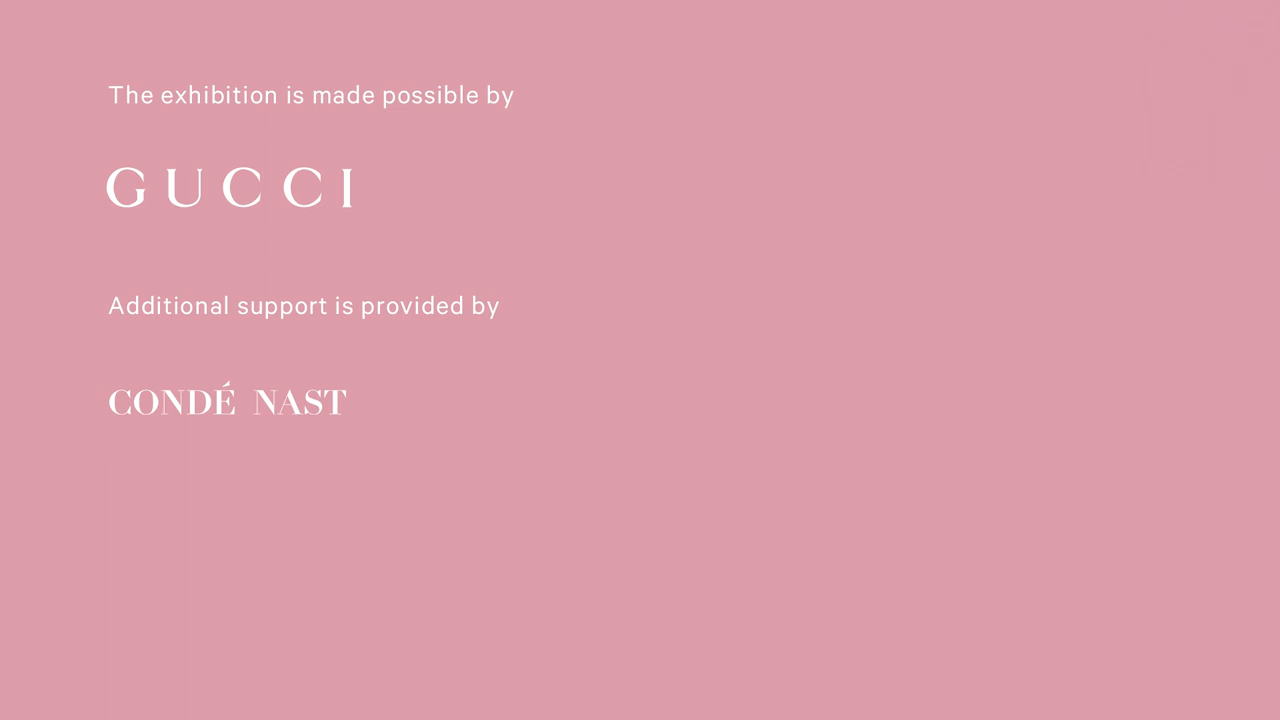 The exhibition is made possible by
GUCCI
Additional support is provided by
CONDÉ NAST